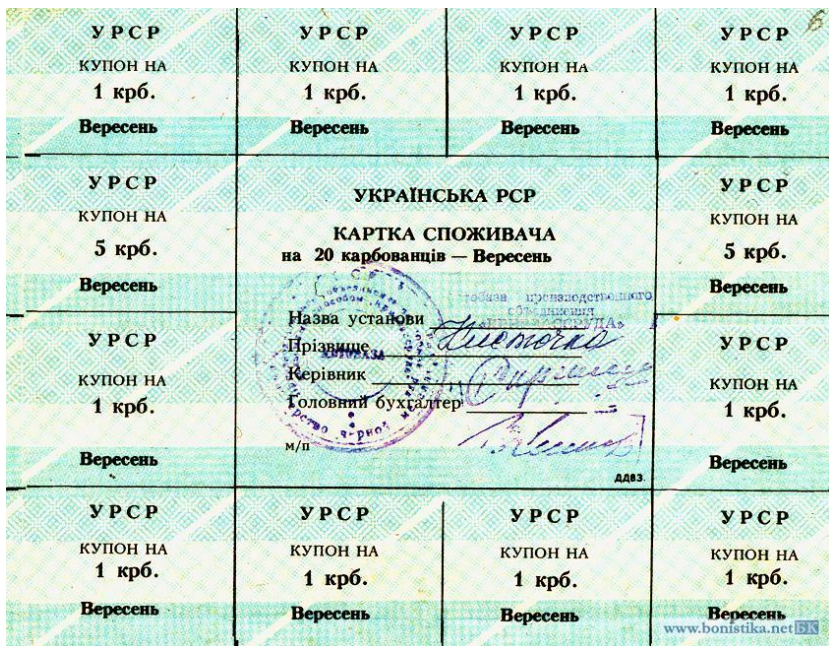 УРСР УРСР УРСР УРСР
КУПОН НА КУПОН НА КУПОН НА КУПОН НА
1 крб. 1 крб. 1 крб. 1 крб.
Вересень Вересень Вересень Вересень
УРСР
КУПОН НА
5 крб.
Вересень
УКРАЇНСЬКА РСР
КАРТКА СПОЖИВАЧА
на 20 карбованців — Вересень
УРСР
КУПОН НА
5 крб.
Вересень
УРСР
КУПОН НА
1 крб.
Вересень
объединения
Назва установи
Прізвище
Керівник
Головний бухгалтер
м/п
АВТОБАЗА
ДДВЗ.
УРСР
КУПОН НА
1 крб.
Вересень
УРСР УРСР УРСР УРСР
КУПОН НА КУПОН НА КУПОН НА КУПОН НА
1 крб. 1 крб. 1 крб. 1 крб.
Вересень Вересень Вересень Вересень
www.bonistika.net БК